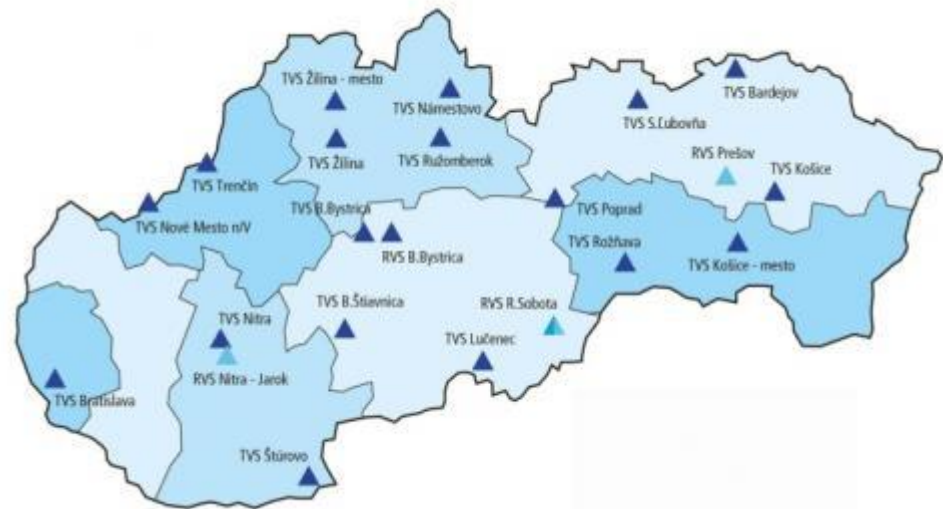 TVS Žilina - mesto
TVS Námestovo
TVS Bardejov
TVS S.Ľubovňa
TVS Žilina
TVS Ružomberok
RVS Prešov
TVS Košice
TVS Trenčín
TVS B.Bystrica
TVS Poprad
TVS Nové Mesto n/V
TVS Rožňava
RVS B.Bystrica
TVS Košice - mesto
TVS B.Štiavnica
RVS R.Sobota
TVS Nitra
TVS Lučenec
RVS Nitra - Jarok
TVS Bratislava
TVS Štúrovo